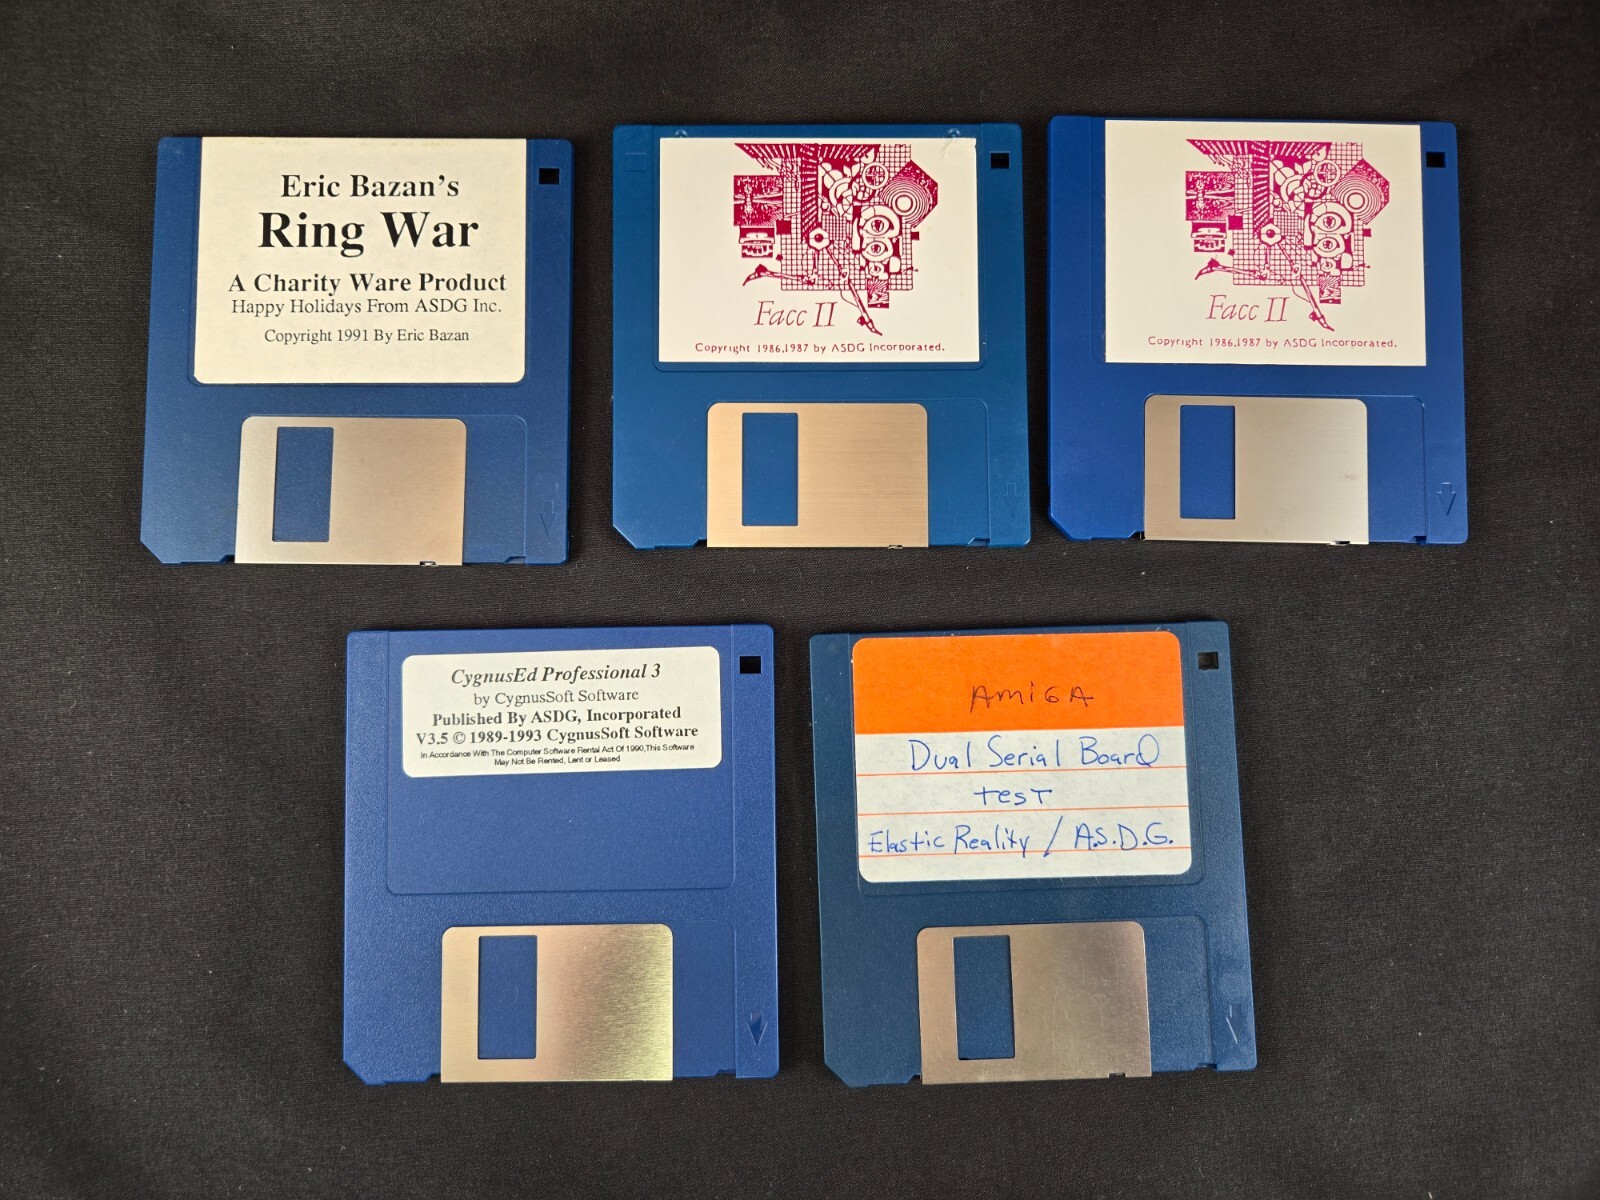 Eric Bazan's
Ring War
A Charity Ware Product
Happy Holidays From ASDG Inc.
Copyright 1991 By Eric Bazan
Facc II
Copyright 1986,1987 by ASDG Incorporated.
Facc II
Copyright 1986,1987 by ASDG Incorporated.
CygnusEd Professional 3
by CygnusSoft Software
Published By ASDG, Incorporated
V3.5 © 1989-1993 CygnusSoft Software
In Accordance With The Computer Software Rental Act Of 1990,This Software
May Not Be Rented, Lent or Leased
AMiGA
Dual Serial Board
Test
Elastic Reality / A.S.D.G.